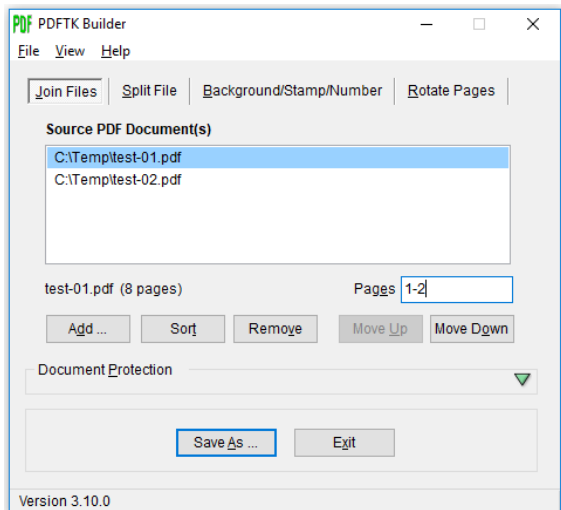 PDF PDFTK Builder
File View Help
Join Files Split File Background/Stamp/Number Rotate Pages
Source PDF Document(s)
C:\Temp\test-01.pdf
C:\Temp\test-02.pdf
test-01.pdf (8 pages) Pages 1-2
Add ... Sort Remove Move Up Move Down
Document Protection
Save As ... Exit
Version 3.10.0